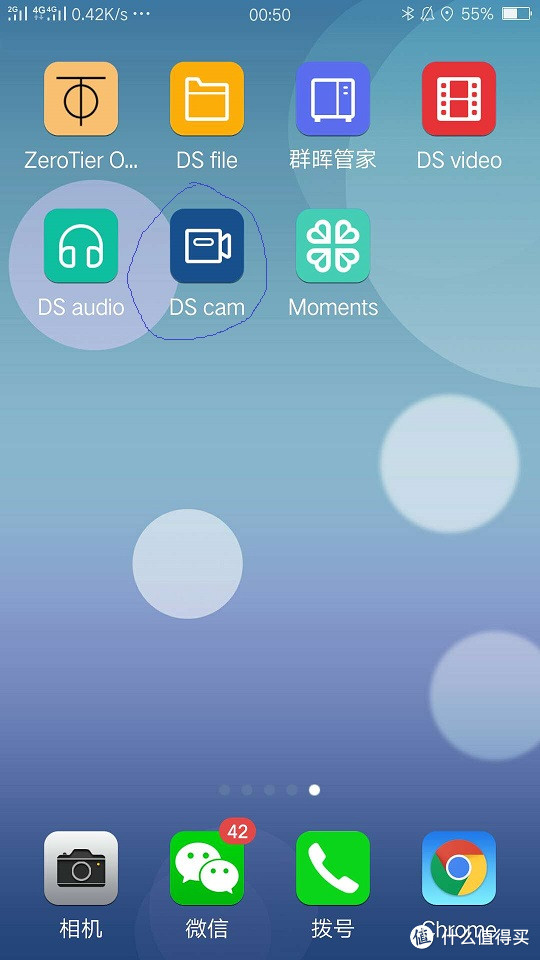 2G 4G 4G 0.42K/s ··· 00:50 55%
ZeroTier O... DS file 群晖管家 DS video
DS audio DS cam Moments
42
相机 微信 拨号 Chrome
值 什么值得买